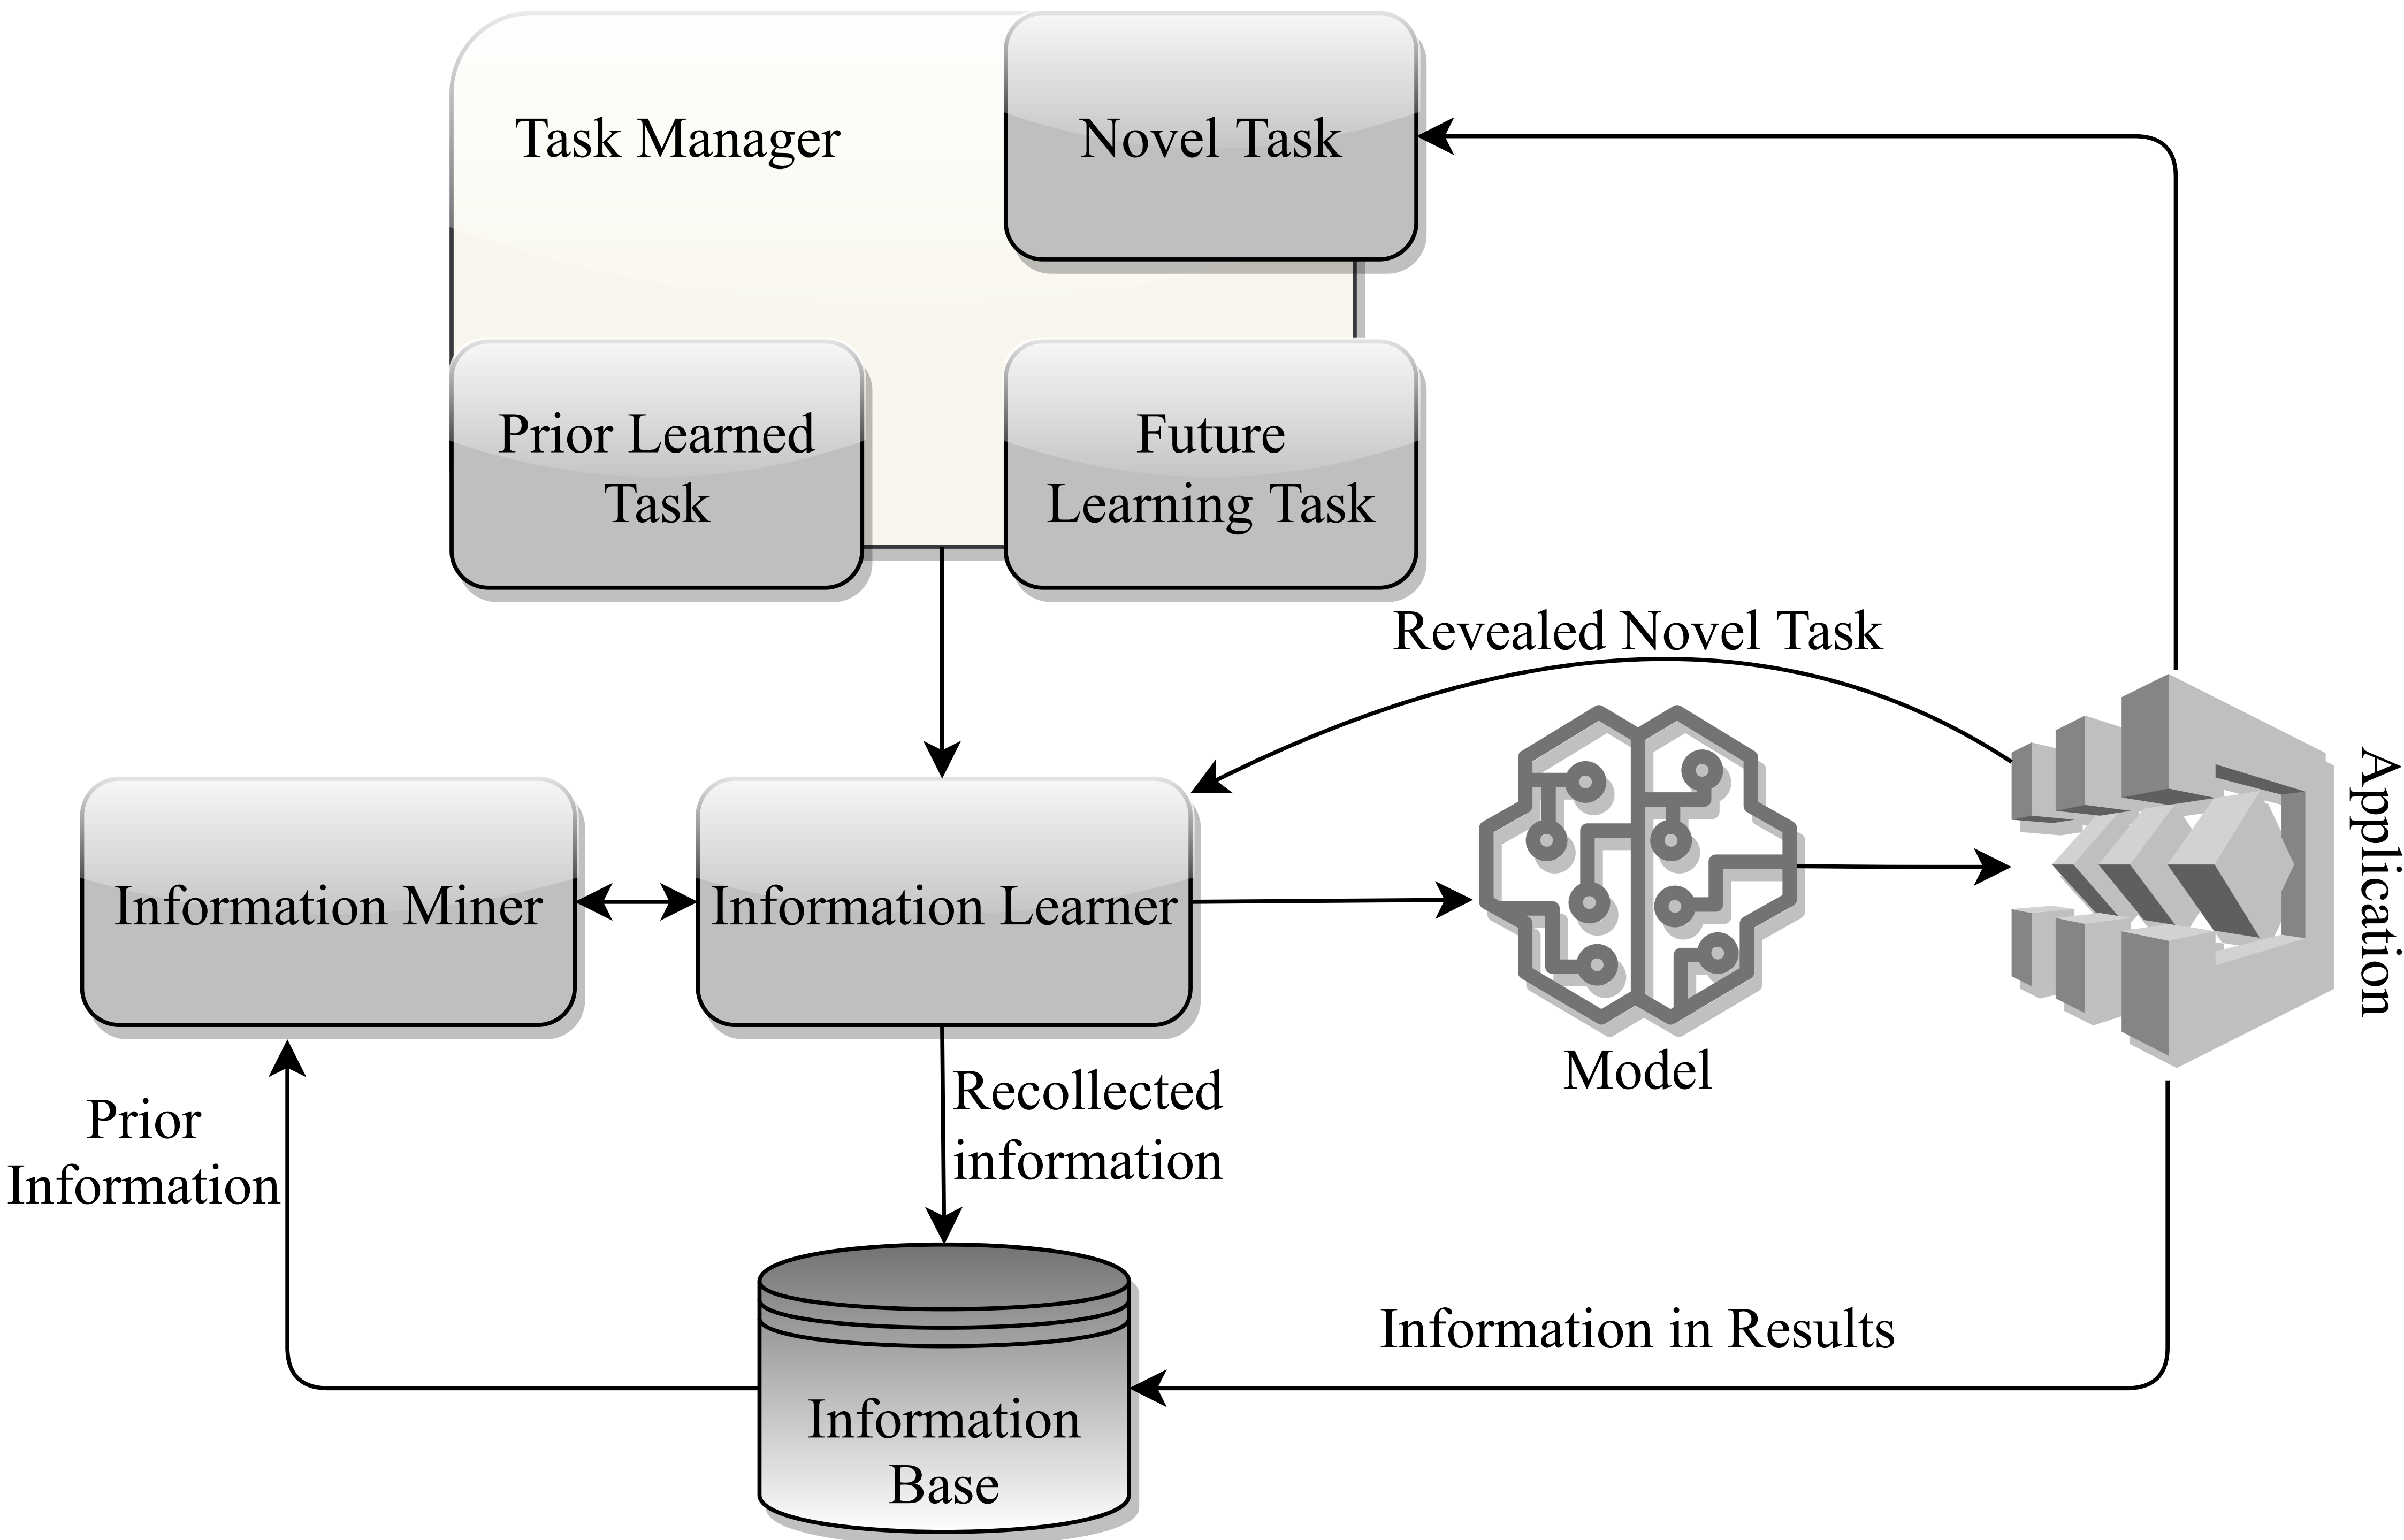 Task Manager
Novel Task
Prior Learned
Task
Future
Learning Task
Revealed Novel Task
Information Miner
Information Learner
Model
Application
Prior
Information
Recollected
information
Information in Results
Information
Base